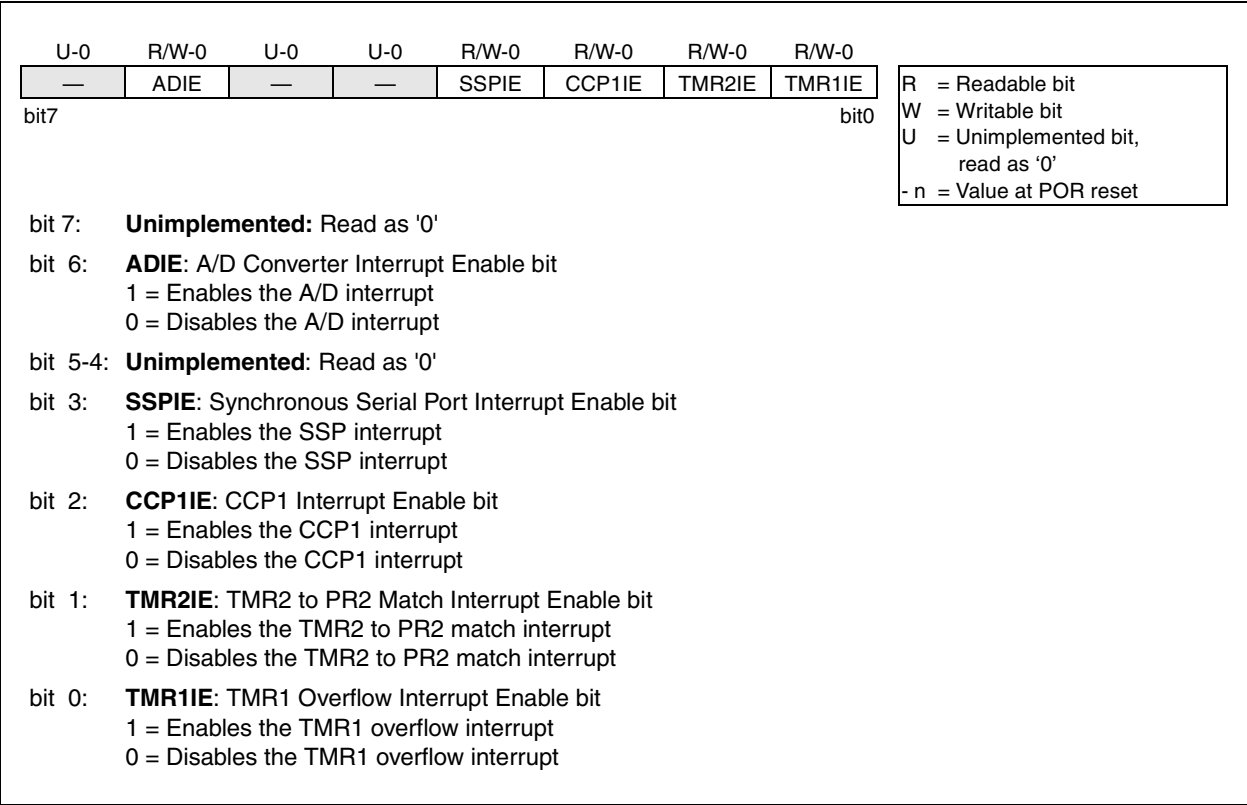 U-0 R/W-0 U-0 U-0 R/W-0 R/W-0 R/W-0 R/W-0
— ADIE — — SSPIE CCP1IE TMR2IE TMR1IE
bit7 bit0
R = Readable bit
W = Writable bit
U = Unimplemented bit,
read as ‘0’
- n = Value at POR reset
bit 7: Unimplemented: Read as '0'
bit 6: ADIE: A/D Converter Interrupt Enable bit
1 = Enables the A/D interrupt
0 = Disables the A/D interrupt
bit 5-4: Unimplemented: Read as '0'
bit 3: SSPIE: Synchronous Serial Port Interrupt Enable bit
1 = Enables the SSP interrupt
0 = Disables the SSP interrupt
bit 2: CCP1IE: CCP1 Interrupt Enable bit
1 = Enables the CCP1 interrupt
0 = Disables the CCP1 interrupt
bit 1: TMR2IE: TMR2 to PR2 Match Interrupt Enable bit
1 = Enables the TMR2 to PR2 match interrupt
0 = Disables the TMR2 to PR2 match interrupt
bit 0: TMR1IE: TMR1 Overflow Interrupt Enable bit
1 = Enables the TMR1 overflow interrupt
0 = Disables the TMR1 overflow interrupt